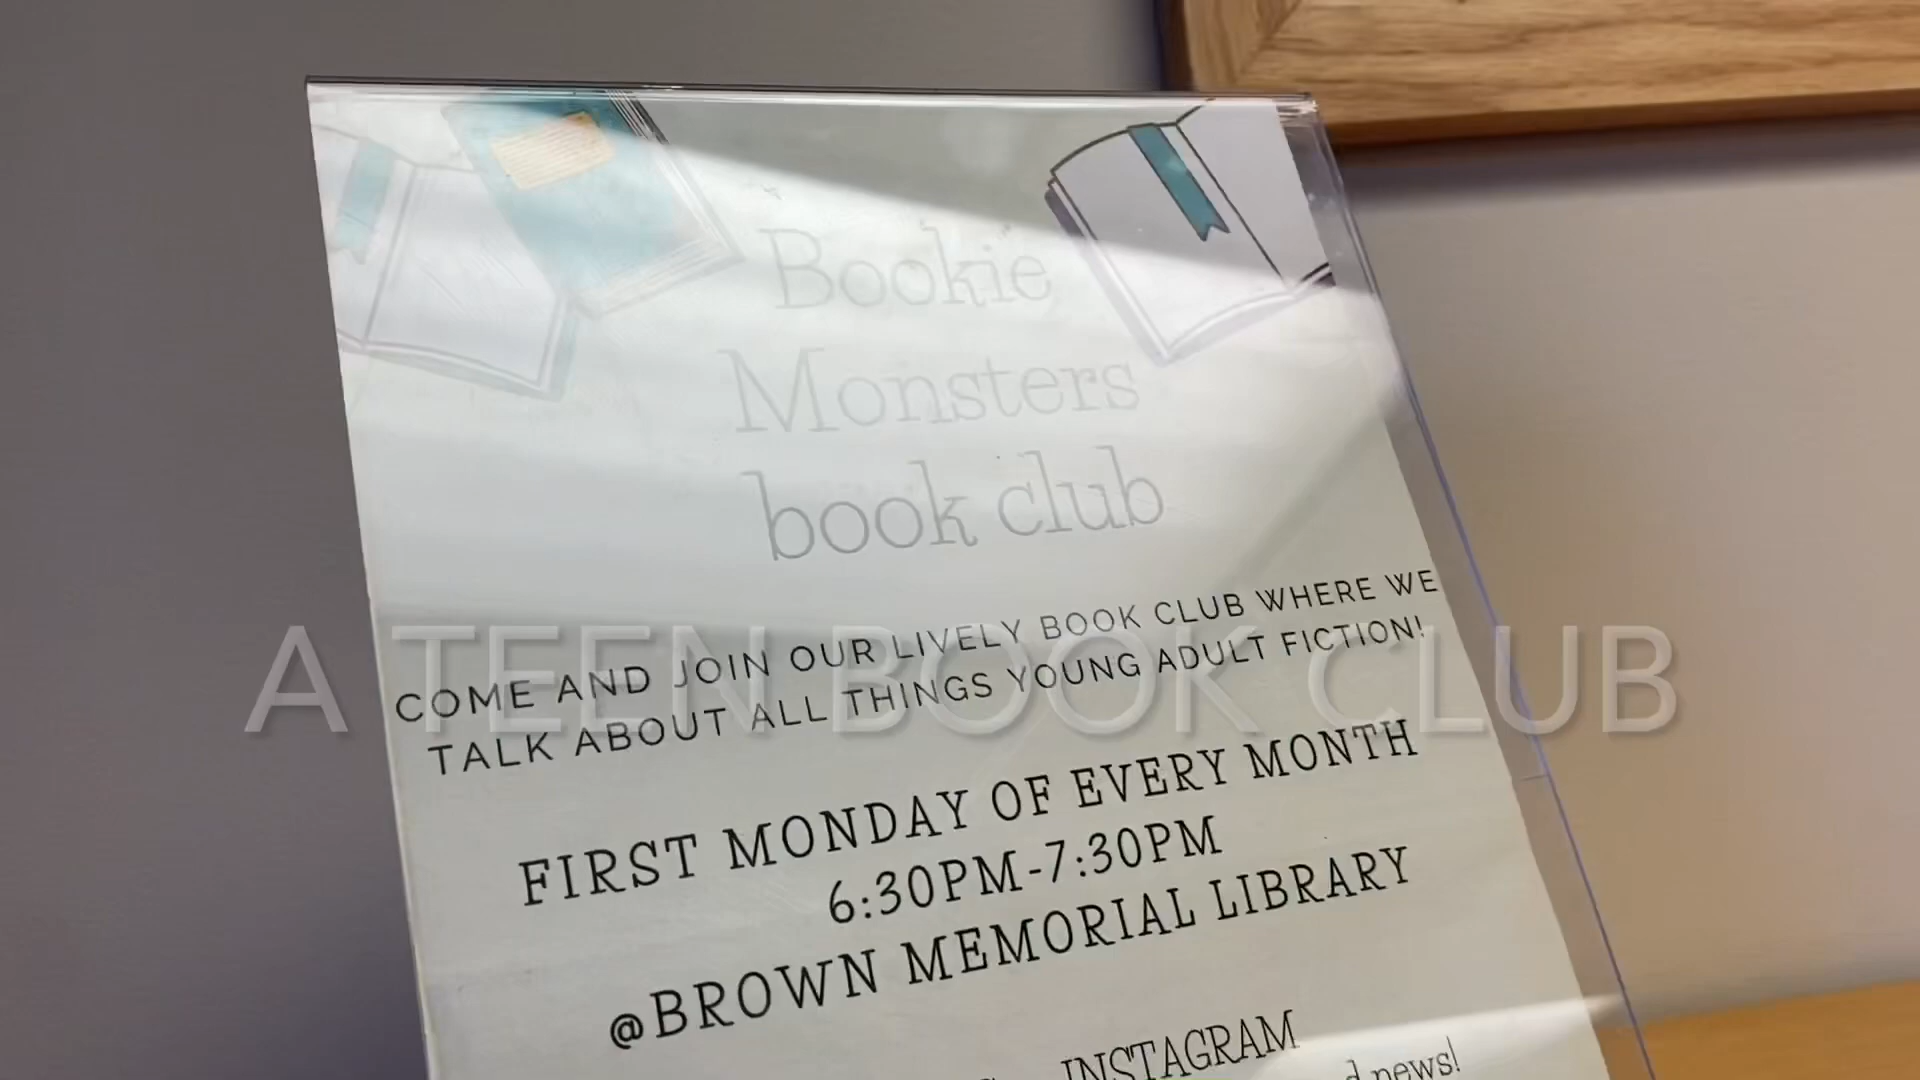 Bookie
Monsters
book club
COME AND JOIN OUR LIVELY BOOK CLUB WHERE WE
TALK ABOUT ALL THINGS YOUNG ADULT FICTION!
A TEEN BOOK CLUB
FIRST MONDAY OF EVERY MONTH
6:30PM-7:30PM
@BROWN MEMORIAL LIBRARY
INSTAGRAM
news!